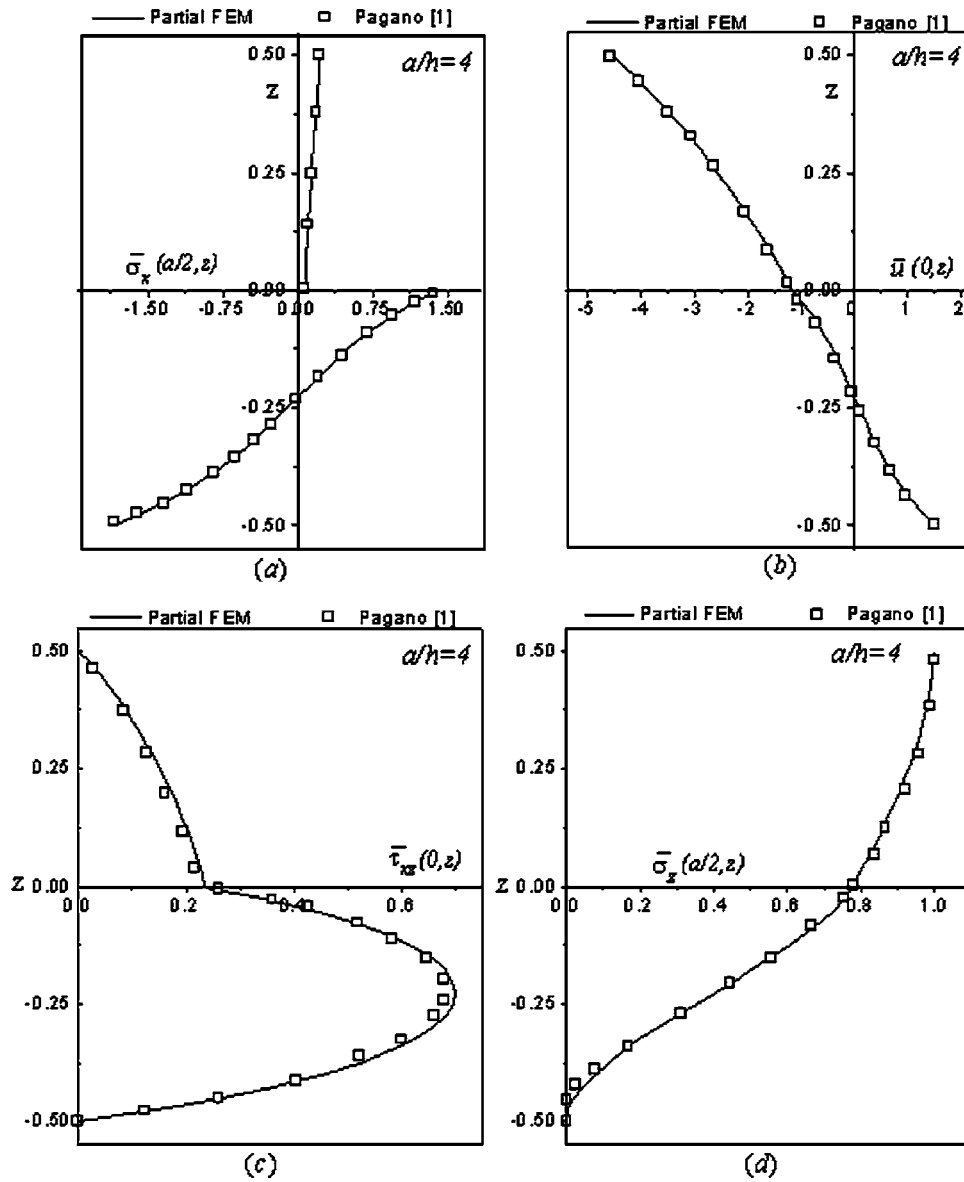 Partial FEM Pagano [1]
0.50
a/h=4
z
0.25
σ̄x (a/2,z)
0.00
-1.50 -0.75 0.00 0.75 1.50
-0.25
-0.50
(a)
Partial FEM Pagano [1]
0.50
a/h=4
z
0.25
ū (0,z)
0.00
-5 -4 -3 -2 -1 0 1 2
-0.25
-0.50
(b)
Partial FEM Pagano [1]
0.50
a/h=4
0.25
τ̄xz (0,z)
z 0.00
0.0 0.2 0.4 0.6
-0.25
-0.50
(c)
Partial FEM Pagano [1]
0.50
a/h=4
0.25
σ̄z (a/2,z)
z 0.00
0.0 0.2 0.4 0.6 0.8 1.0
-0.25
-0.50
(d)